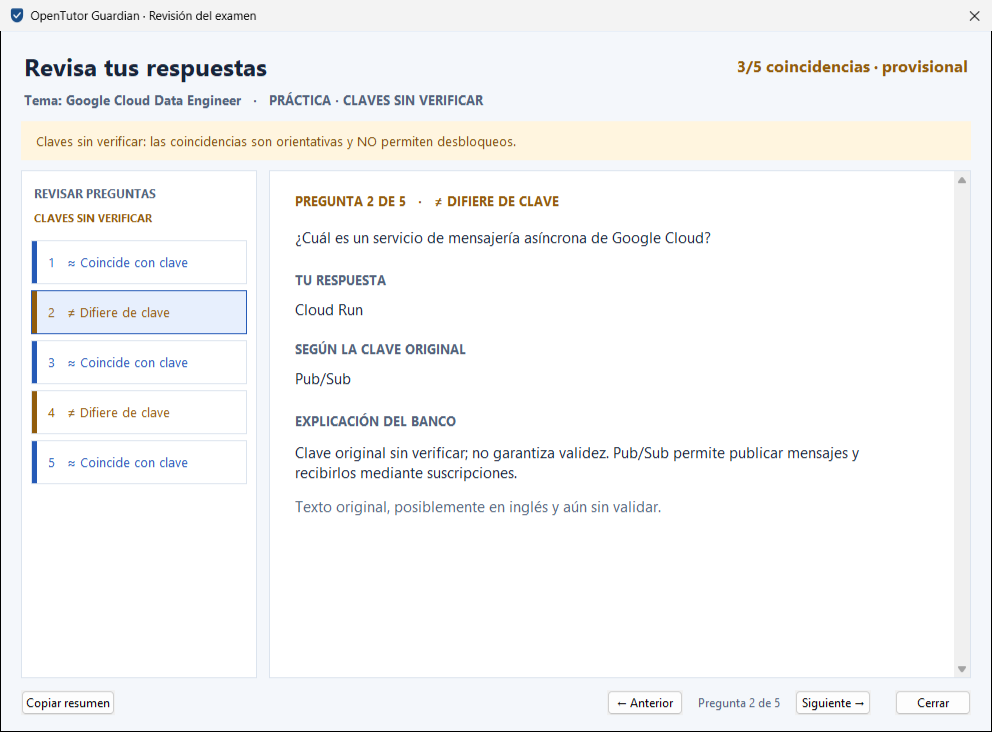 OpenTutor Guardian · Revisión del examen
Revisa tus respuestas
3/5 coincidencias · provisional
Tema: Google Cloud Data Engineer · PRÁCTICA · CLAVES SIN VERIFICAR
Claves sin verificar: las coincidencias son orientativas y NO permiten desbloqueos.
REVISAR PREGUNTAS
CLAVES SIN VERIFICAR
1 ≈ Coincide con clave
2 ≠ Difiere de clave
3 ≈ Coincide con clave
4 ≠ Difiere de clave
5 ≈ Coincide con clave
PREGUNTA 2 DE 5 · ≠ DIFIERE DE CLAVE
¿Cuál es un servicio de mensajería asíncrona de Google Cloud?
TU RESPUESTA
Cloud Run
SEGÚN LA CLAVE ORIGINAL
Pub/Sub
EXPLICACIÓN DEL BANCO
Clave original sin verificar; no garantiza validez. Pub/Sub permite publicar mensajes y
recibirlos mediante suscripciones.
Texto original, posiblemente en inglés y aún sin validar.
Copiar resumen
← Anterior
Pregunta 2 de 5
Siguiente →
Cerrar